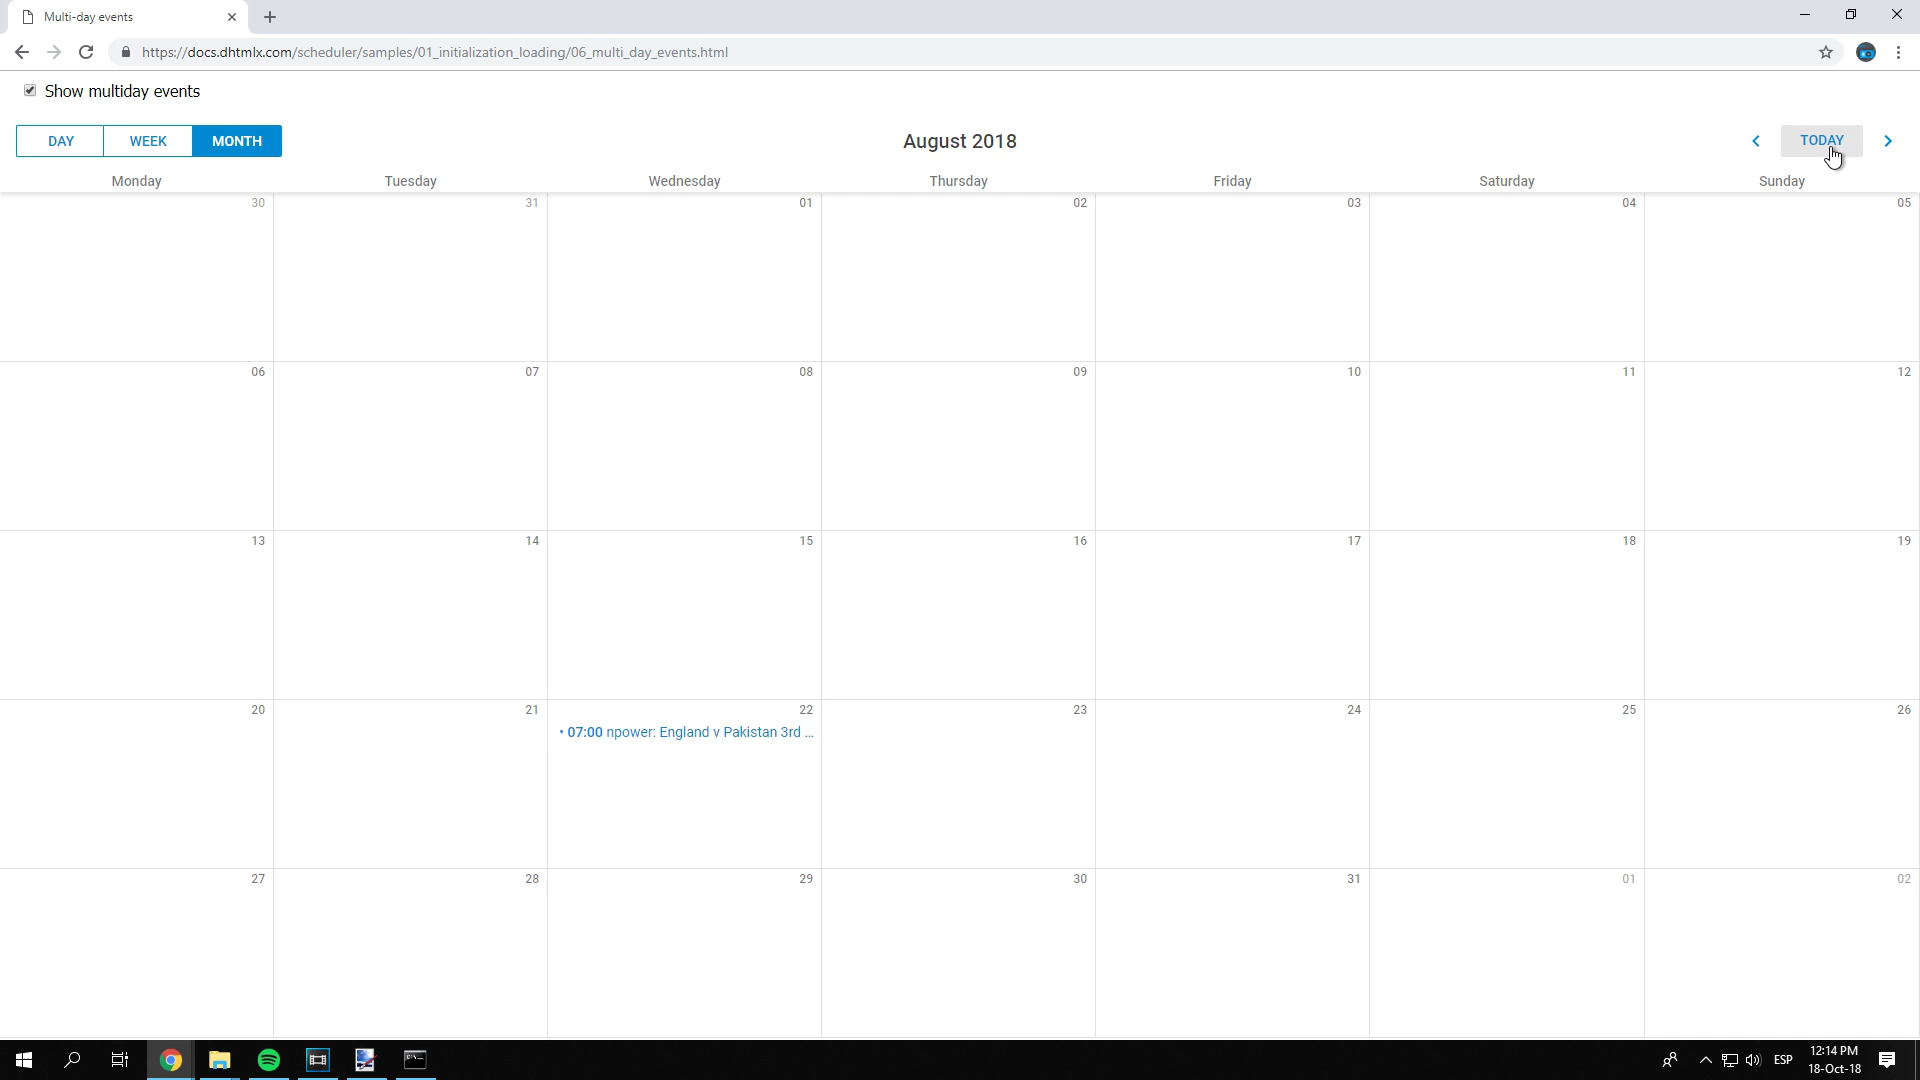 Multi-day events
https://docs.dhtmlx.com/scheduler/samples/01_initialization_loading/06_multi_day_events.html
Show multiday events
DAY WEEK MONTH August 2018 TODAY
Monday Tuesday Wednesday Thursday Friday Saturday Sunday
30 31 01 02 03 04 05
06 07 08 09 10 11 12
13 14 15 16 17 18 19
20 21 22 23 24 25 26
• 07:00 npower: England v Pakistan 3rd ...
27 28 29 30 31 01 02
ESP 12:14 PM
18-Oct-18